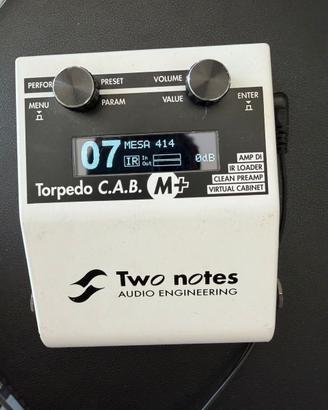 PERFOR PRESET VOLUME
MENU PARAM VALUE ENTER
07 MESA 414
IR In Out 0dB
Torpedo C.A.B. M+
AMP DI
IR LOADER
CLEAN PREAMP
VIRTUAL CABINET
Two notes
AUDIO ENGINEERING